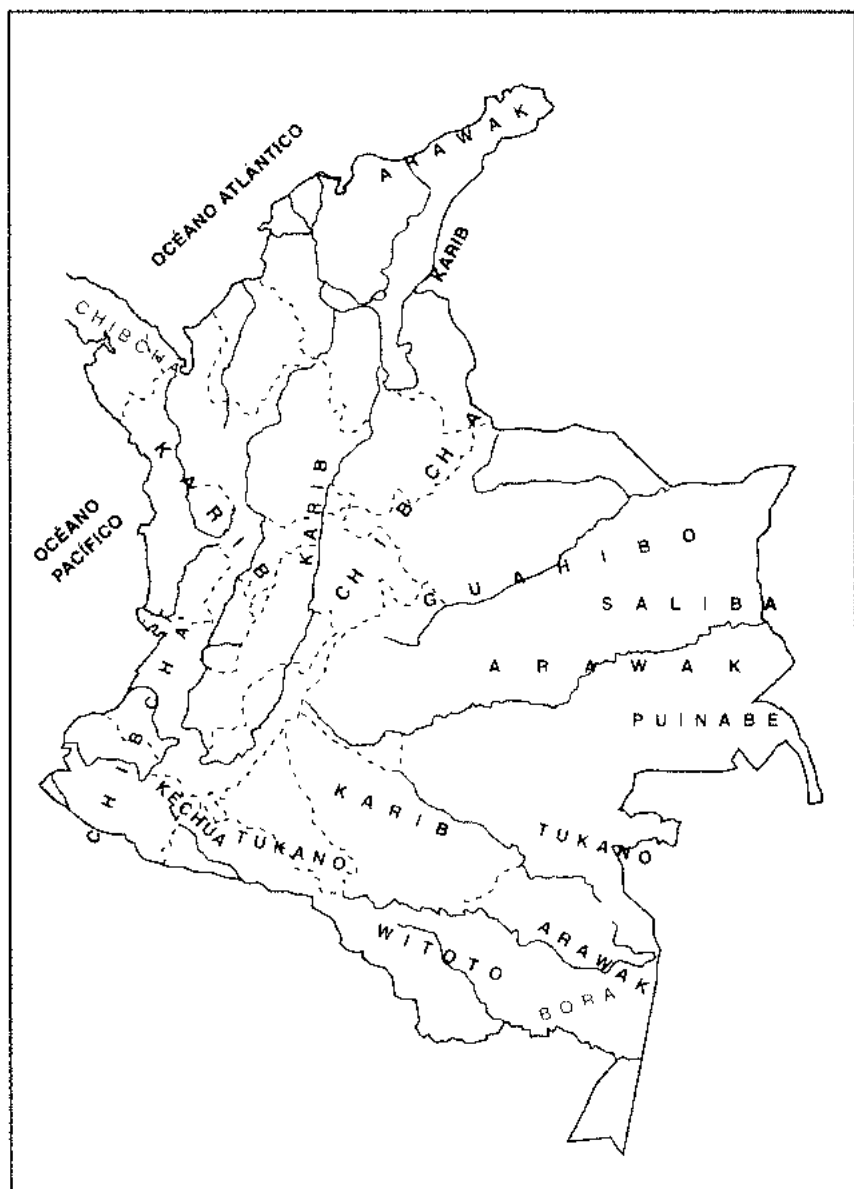 ARAWAK
OCÉANO ATLÁNTICO
KARIB
CHIBCHA
KARIB
KARIB
CHIBCHA
OCÉANO
PACÍFICO
GUAHIBO
SALIBA
ARAWAK
PUINABE
CHIBCHA
KECHUA
TUKANO
KARIB
TUKANO
WITOTO
ARAWAK
BORA